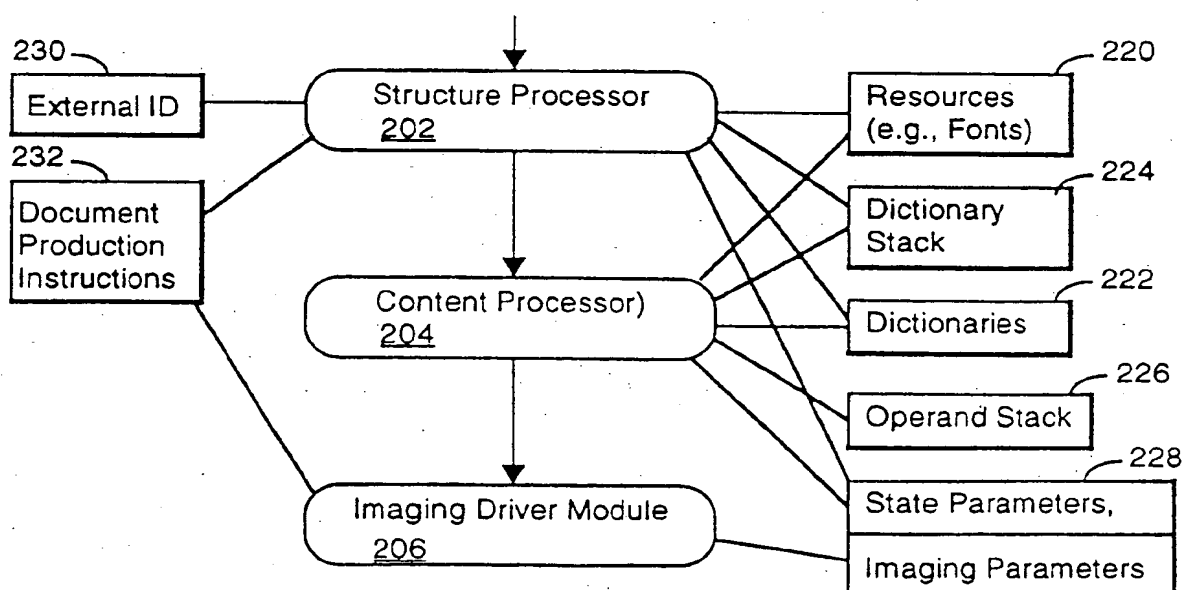 230
External ID
232
Document
Production
Instructions
Structure Processor
202
Content Processor)
204
Imaging Driver Module
206
220
Resources
(e.g., Fonts)
224
Dictionary
Stack
222
Dictionaries
226
Operand Stack
228
State Parameters,
Imaging Parameters